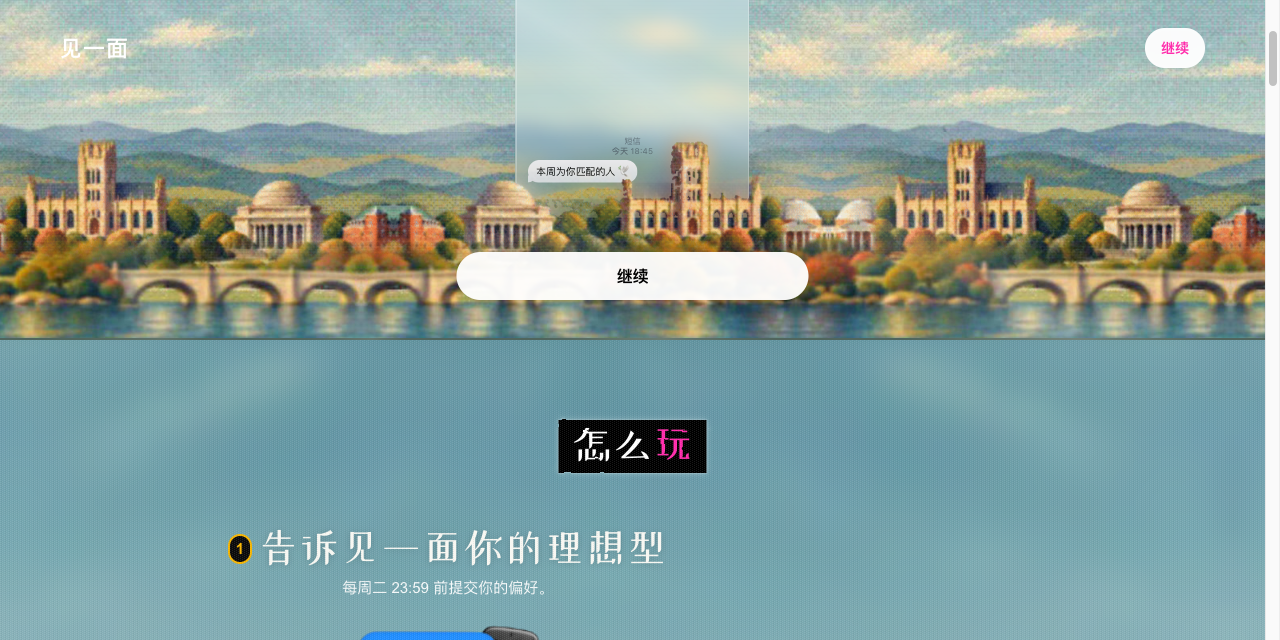 见一面
继续
短信
今天 18:45
本周为你匹配的人 🕊️
继续
怎么玩
1 告诉见一面你的理想型
每周二 23:59 前提交你的偏好。